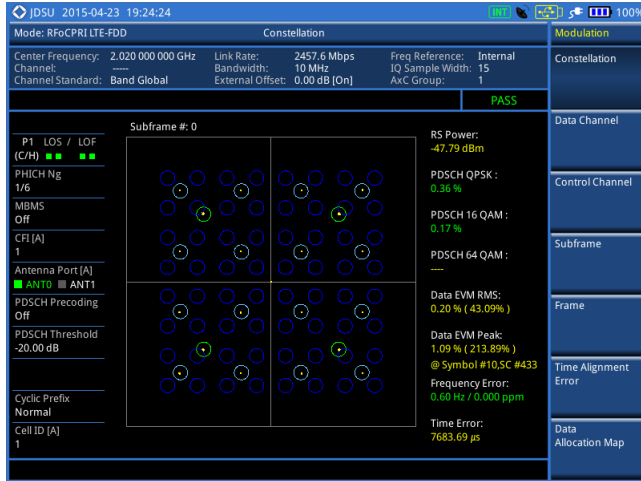 JDSU 2015-04-23 19:24:24 INT 100%
Mode: RFoCPRI LTE-FDD Constellation Modulation
Center Frequency: 2.020 000 000 GHz Link Rate: 2457.6 Mbps Freq Reference: Internal
Channel: ----- Bandwidth: 10 MHz IQ Sample Width: 15
Channel Standard: Band Global External Offset: 0.00 dB [On] AxC Group: 1
Constellation
PASS
Subframe #: 0
P1 LOS / LOF
(C/H)
PHICH Ng
1/6
MBMS
Off
CFI [A]
1
Antenna Port [A]
ANT0 ANT1
PDSCH Precoding
Off
PDSCH Threshold
-20.00 dB
Cyclic Prefix
Normal
Cell ID [A]
1
RS Power:
-47.79 dBm
PDSCH QPSK :
0.36 %
PDSCH 16 QAM :
0.17 %
PDSCH 64 QAM :
----
Data EVM RMS:
0.20 % ( 43.09% )
Data EVM Peak:
1.09 % ( 213.89% )
@ Symbol #10,SC #433
Frequency Error:
0.60 Hz / 0.000 ppm
Time Error:
7683.69 µs
Data Channel
Control Channel
Subframe
Frame
Time Alignment
Error
Data
Allocation Map